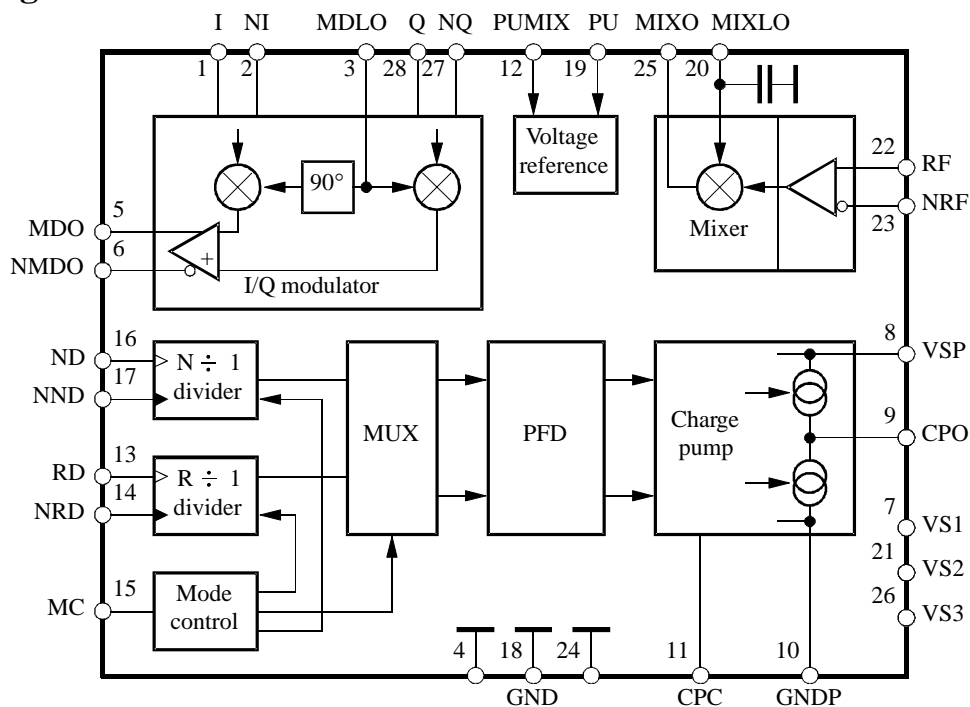 I NI MDLO Q NQ PUMIX PU MIXO MIXLO
1 2 3 28 27 12 19 25 20
Voltage
reference
90°
Mixer
22
RF
23
NRF
5
MDO
6
NMDO
+
I/Q modulator
16
ND
17
NND
N ÷ 1
divider
MUX
PFD
Charge
pump
8
VSP
9
CPO
13
RD
14
NRD
R ÷ 1
divider
7
VS1
21
VS2
26
VS3
15
MC
Mode
control
4 18 24 11 10
GND CPC GNDP